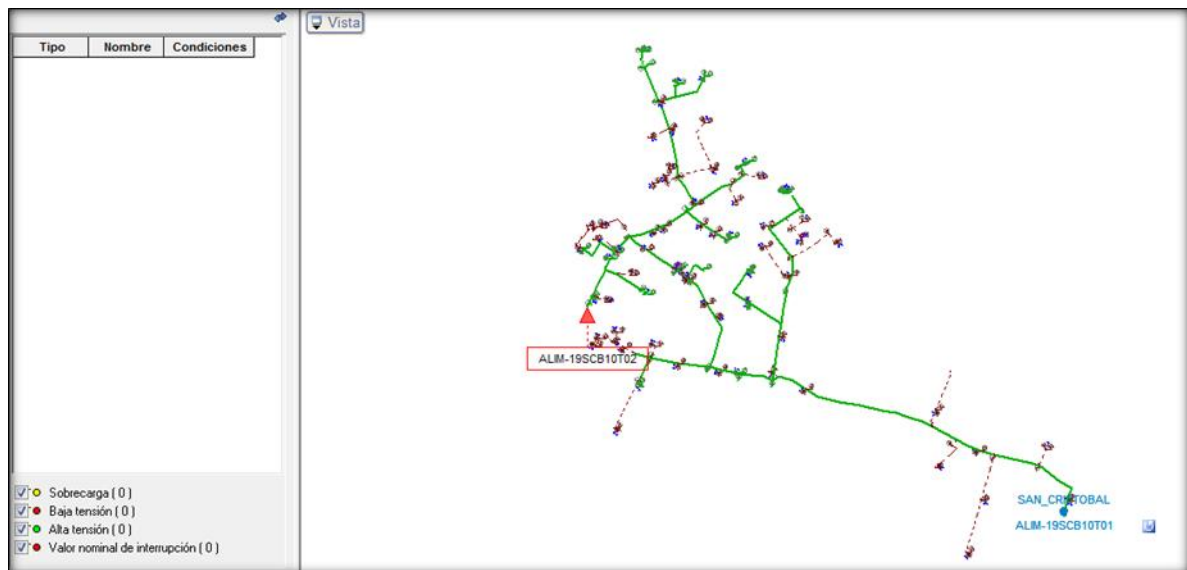 Vista
Tipo Nombre Condiciones
ALIM-19SCB10T02
SAN_CRISTOBAL
ALIM-19SCB10T01
Sobrecarga ( 0 )
Baja tensión ( 0 )
Alta tensión ( 0 )
Valor nominal de interrupción ( 0 )